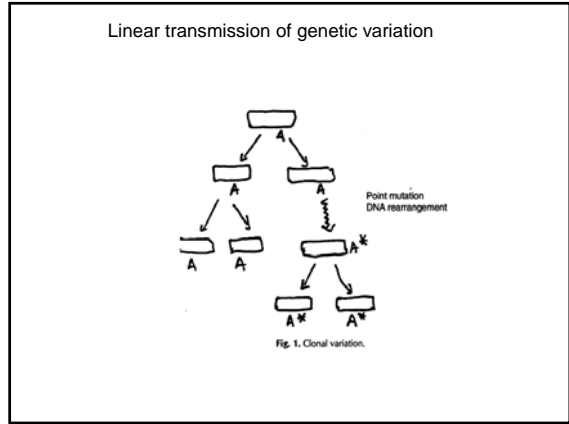 Linear transmission of genetic variation
A
A A
Point mutation
DNA rearrangement
A*
A A
A* A*
Fig. 1. Clonal variation.